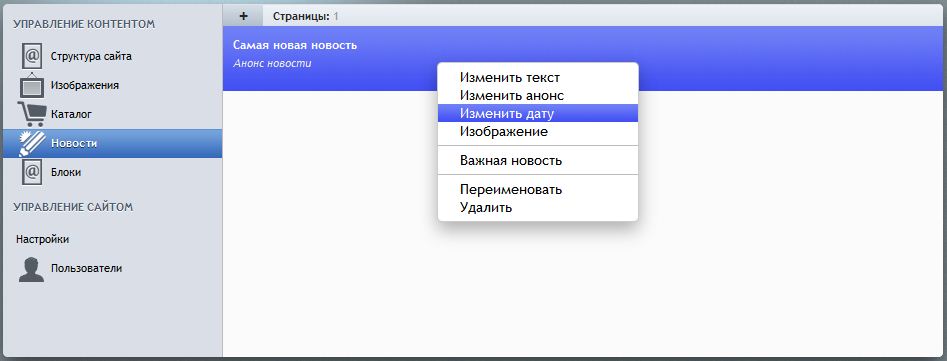 УПРАВЛЕНИЕ КОНТЕНТОМ
Структура сайта
Изображения
Каталог
Новости
Блоки
УПРАВЛЕНИЕ САЙТОМ
Настройки
Пользователи
+ Страницы: 1
Самая новая новость
Анонс новости
Изменить текст
Изменить анонс
Изменить дату
Изображение
Важная новость
Переименовать
Удалить